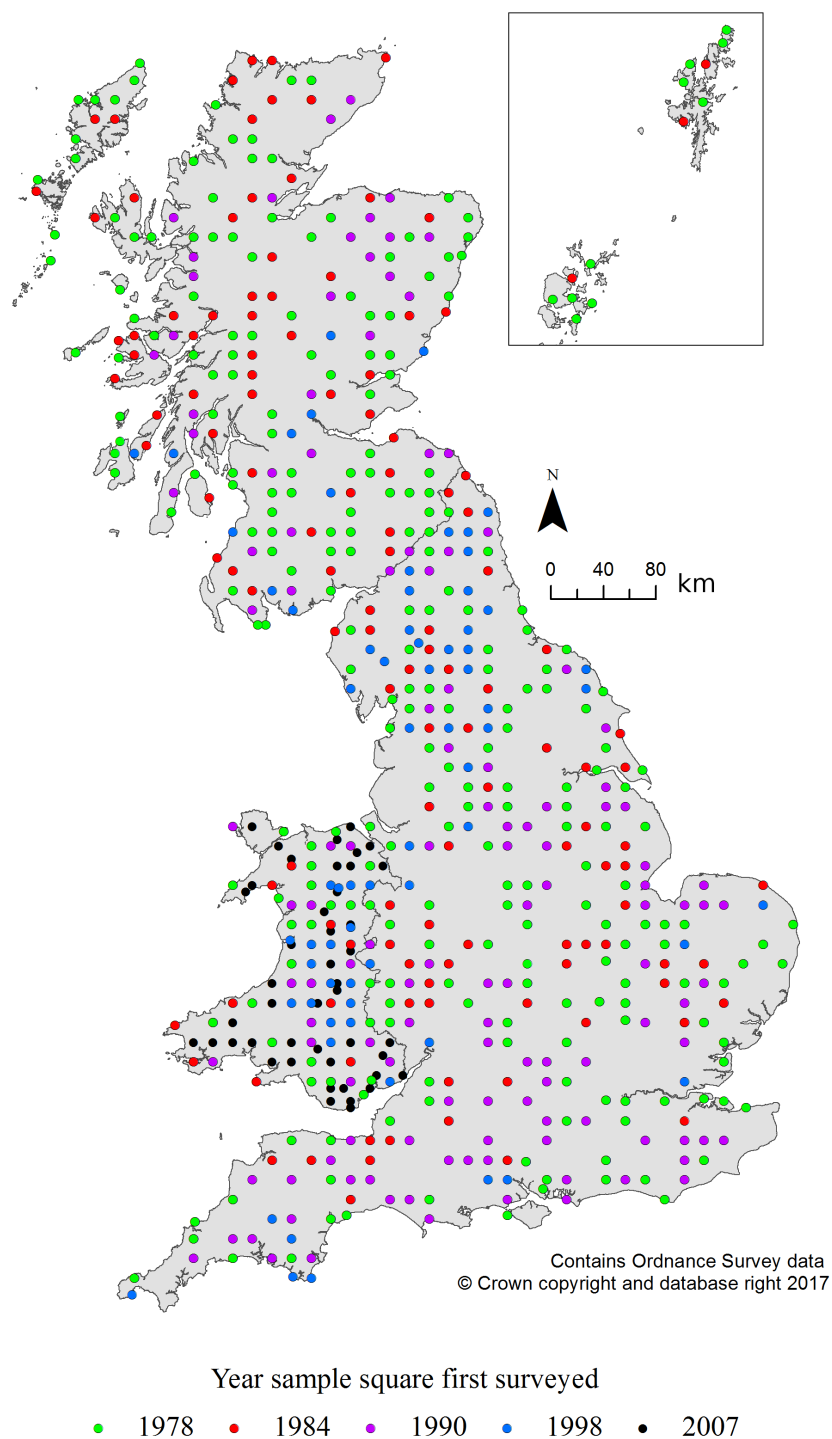 N
0 40 80 km
Contains Ordnance Survey data
© Crown copyright and database right 2017
Year sample square first surveyed
1978 1984 1990 1998 2007